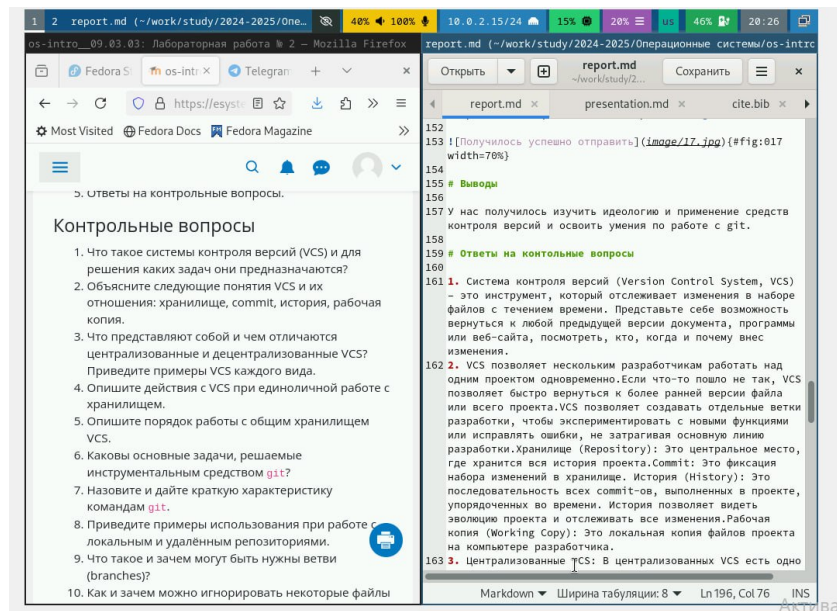 1 2 report.md (~/work/study/2024-2025/Опе...
40% 100%
10.0.2.15/24
15%
20%
us
46%
20:26
os-intro__09.03.03: Лабораторная работа № 2 — Mozilla Firefox
Fedora S
os-intr
Telegram
https://esyste
Most Visited Fedora Docs Fedora Magazine
5. Ответы на контрольные вопросы.
Контрольные вопросы
1. Что такое системы контроля версий (VCS) и для
решения каких задач они предназначаются?
2. Объясните следующие понятия VCS и их
отношения: хранилище, commit, история, рабочая
копия.
3. Что представляют собой и чем отличаются
централизованные и децентрализованные VCS?
Приведите примеры VCS каждого вида.
4. Опишите действия с VCS при единоличной работе с
хранилищем.
5. Опишите порядок работы с общим хранилищем
VCS.
6. Каковы основные задачи, решаемые
инструментальным средством git?
7. Назовите и дайте краткую характеристику
командам git.
8. Приведите примеры использования при работе с
локальным и удалённым репозиториями.
9. Что такое и зачем могут быть нужны ветви
(branches)?
10. Как и зачем можно игнорировать некоторые файлы
report.md (~/work/study/2024-2025/Операционные системы/os-intro
Открыть
report.md
~/work/study/2...
Сохранить
report.md
presentation.md
cite.bib
152
153 ![Получилось успешно отправить](image/17.jpg){#fig:017
width=70%}
154
155 # Выводы
156
157 У нас получилось изучить идеологию и применение средств
контроля версий и освоить умения по работе с git.
158
159 # Ответы на контольные вопросы
160
161 1. Система контроля версий (Version Control System, VCS)
– это инструмент, который отслеживает изменения в наборе
файлов с течением времени. Представьте себе возможность
вернуться к любой предыдущей версии документа, программы
или веб-сайта, посмотреть, кто, когда и почему внес
изменения.
162 2. VCS позволяет нескольким разработчикам работать над
одним проектом одновременно.Если что-то пошло не так, VCS
позволяет быстро вернуться к более ранней версии файла
или всего проекта.VCS позволяет создавать отдельные ветки
разработки, чтобы экспериментировать с новыми функциями
или исправлять ошибки, не затрагивая основную линию
разработки.Хранилище (Repository): Это центральное место,
где хранится вся история проекта.Commit: Это фиксация
набора изменений в хранилище. История (History): Это
последовательность всех commit-ов, выполненных в проекте,
упорядоченных во времени. История позволяет видеть
эволюцию проекта и отслеживать все изменения.Рабочая
копия (Working Copy): Это локальная копия файлов проекта
на компьютере разработчика.
163 3. Централизованные VCS: В централизованных VCS есть одно
Markdown Ширина табуляции: 8 Ln 196, Col 76 INS